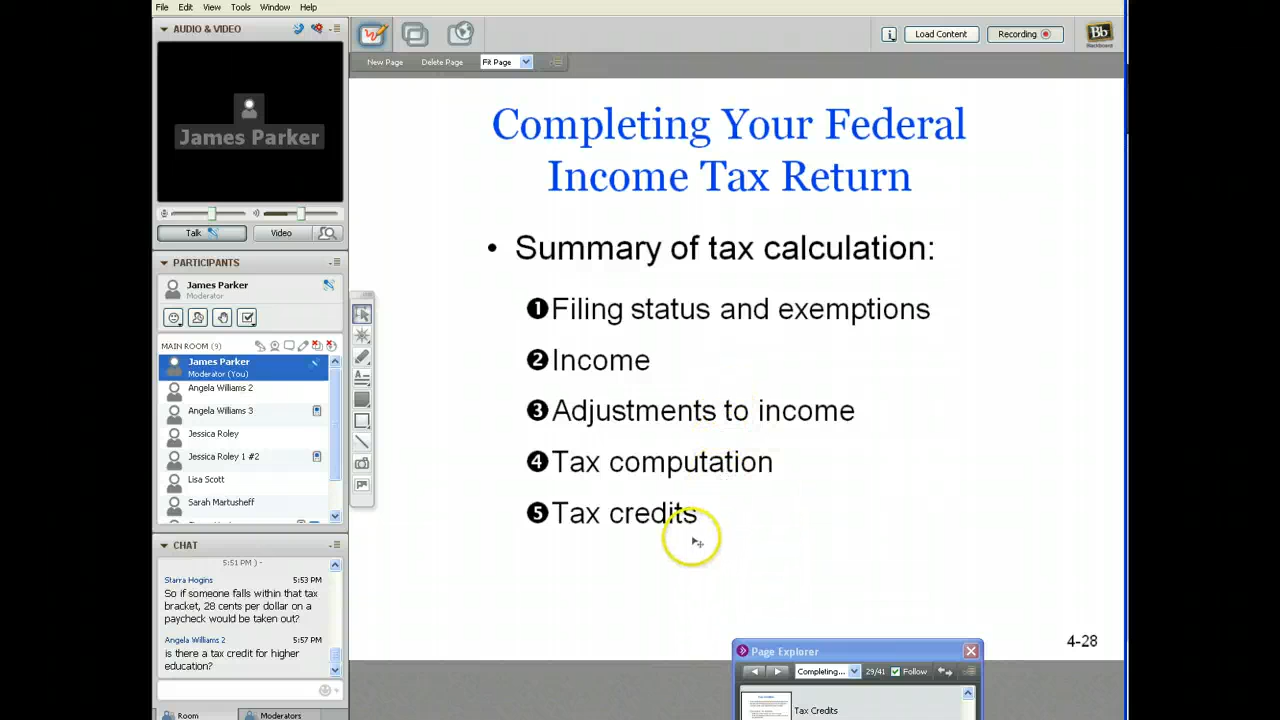 File Edit View Tools Window Help
AUDIO & VIDEO
James Parker
Talk
Video
PARTICIPANTS
James Parker
Moderator
MAIN ROOM (9)
James Parker
Moderator (You)
Angela Williams 2
Angela Williams 3
Jessica Roley
Jessica Roley 1 #2
Lisa Scott
Sarah Martusheff
CHAT
5:51 PM ) -
Starra Hogins 5:53 PM
So if someone falls within that tax
bracket, 28 cents per dollar on a
paycheck would be taken out?
Angela Williams 2 5:57 PM
is there a tax credit for higher
education?
Room
Moderators
Load Content
Recording
Bb
Blackboard
New Page Delete Page Fit Page
Completing Your Federal
Income Tax Return
• Summary of tax calculation:
❶Filing status and exemptions
❷Income
❸Adjustments to income
❹Tax computation
❺Tax credits
4-28
Page Explorer
Completing... 29/41 Follow
Tax Credits